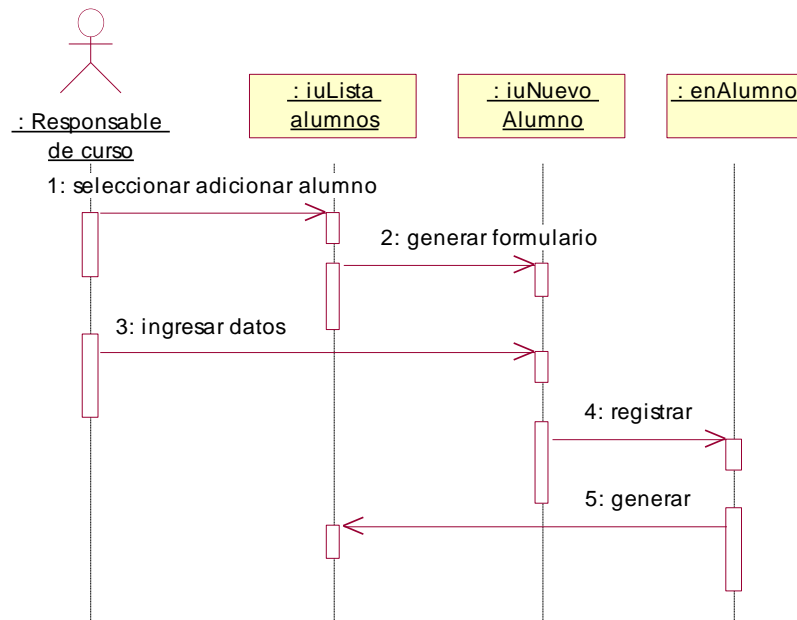 : Responsable
de curso
: iuLista
alumnos
: iuNuevo
Alumno
: enAlumno
1: seleccionar adicionar alumno
2: generar formulario
3: ingresar datos
4: registrar
5: generar